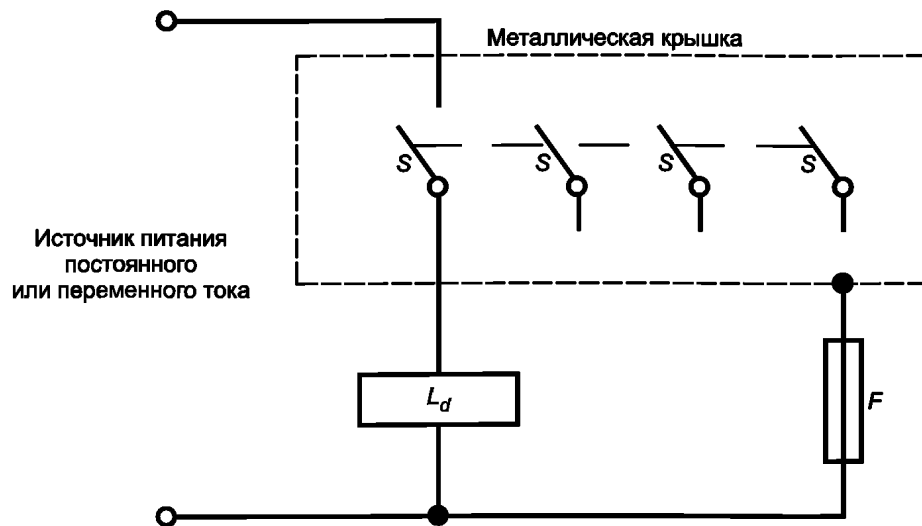 Металлическая крышка
S
S
S
S
Источник питания
постоянного
или переменного тока
L_d
F